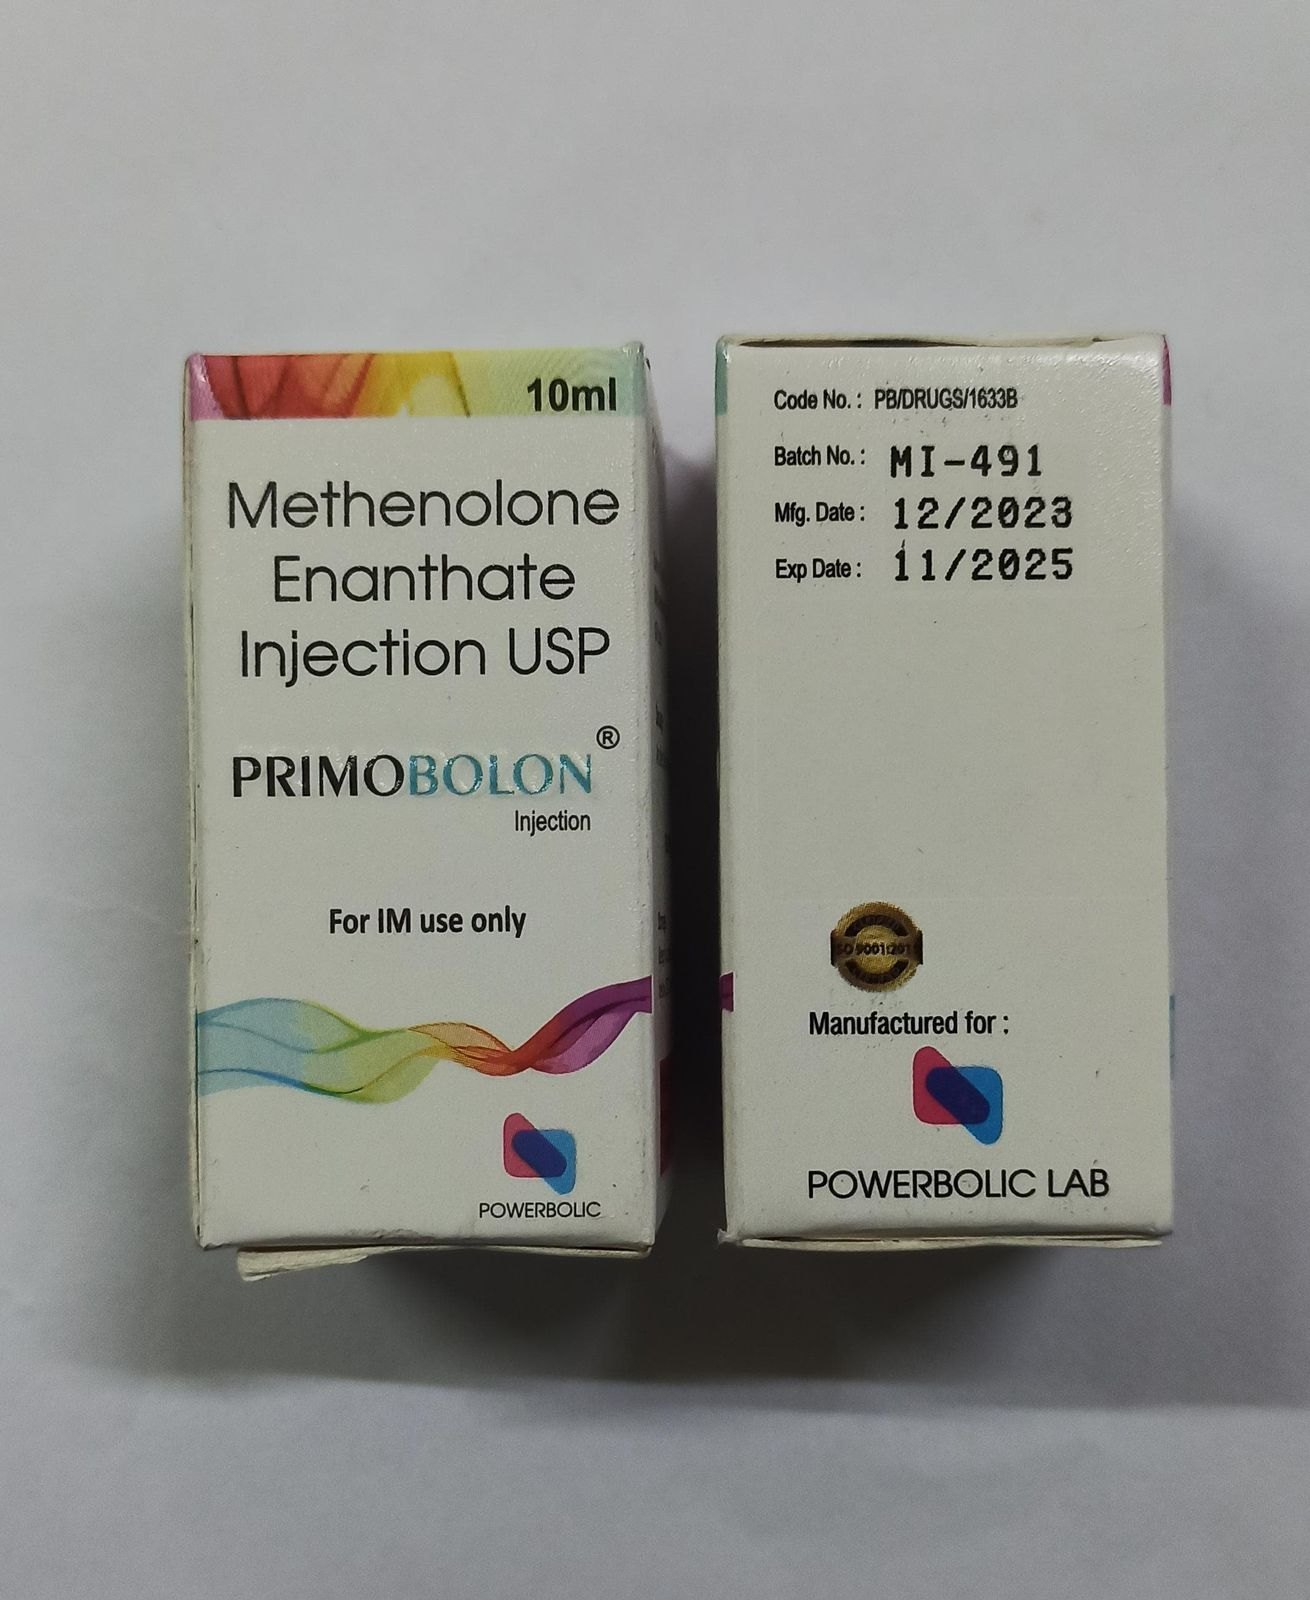 10ml
Methenolone
Enanthate
Injection USP
PRIMOBOLON®
Injection
For IM use only
POWERBOLIC
Code No. : PB/DRUGS/1633B
Batch No. : MI-491
Mfg. Date : 12/2023
Exp Date : 11/2025
Manufactured for :
POWERBOLIC LAB